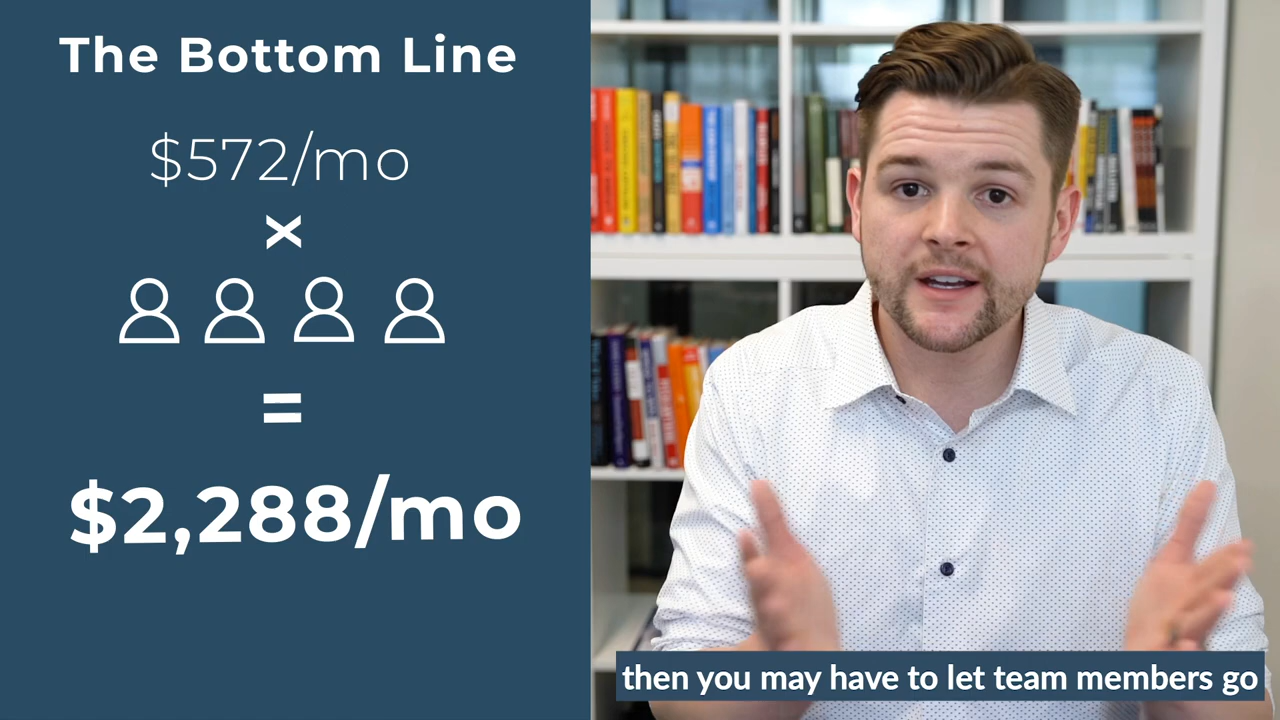 The Bottom Line
$572/mo
×
=
$2,288/mo
then you may have to let team members go